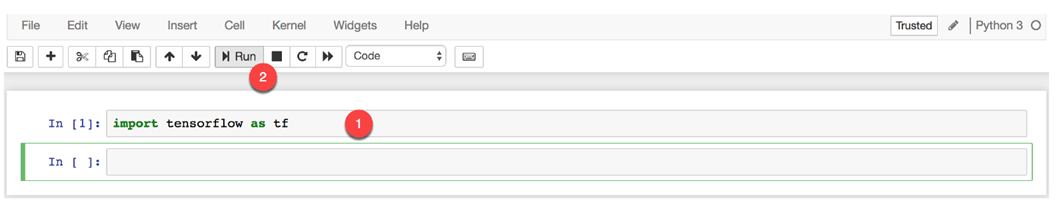 File Edit View Insert Cell Kernel Widgets Help Trusted Python 3
Run Code
2
In [1]: import tensorflow as tf 1
In [ ]: